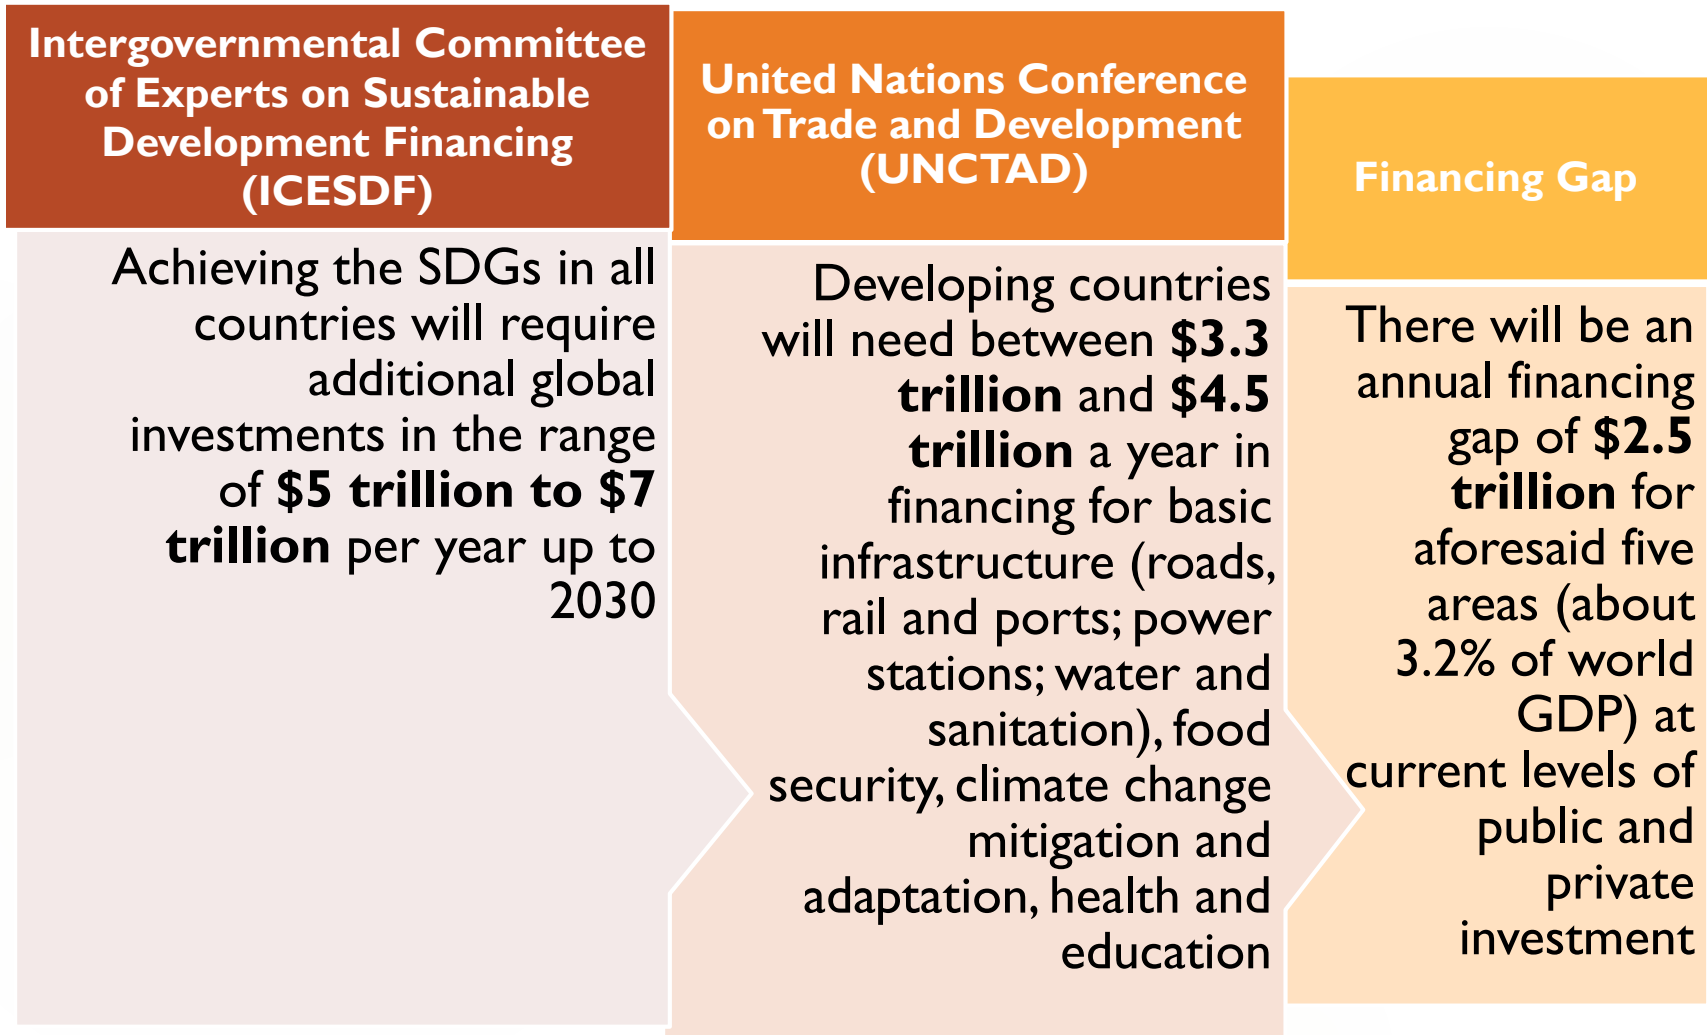 Intergovernmental Committee
of Experts on Sustainable
Development Financing
(ICESDF)
Achieving the SDGs in all
countries will require
additional global
investments in the range
of $5 trillion to $7
trillion per year up to
2030
United Nations Conference
on Trade and Development
(UNCTAD)
Developing countries
will need between $3.3
trillion and $4.5
trillion a year in
financing for basic
infrastructure (roads,
rail and ports; power
stations; water and
sanitation), food
security, climate change
mitigation and
adaptation, health and
education
Financing Gap
There will be an
annual financing
gap of $2.5
trillion for
aforesaid five
areas (about
3.2% of world
GDP) at
current levels of
public and
private
investment